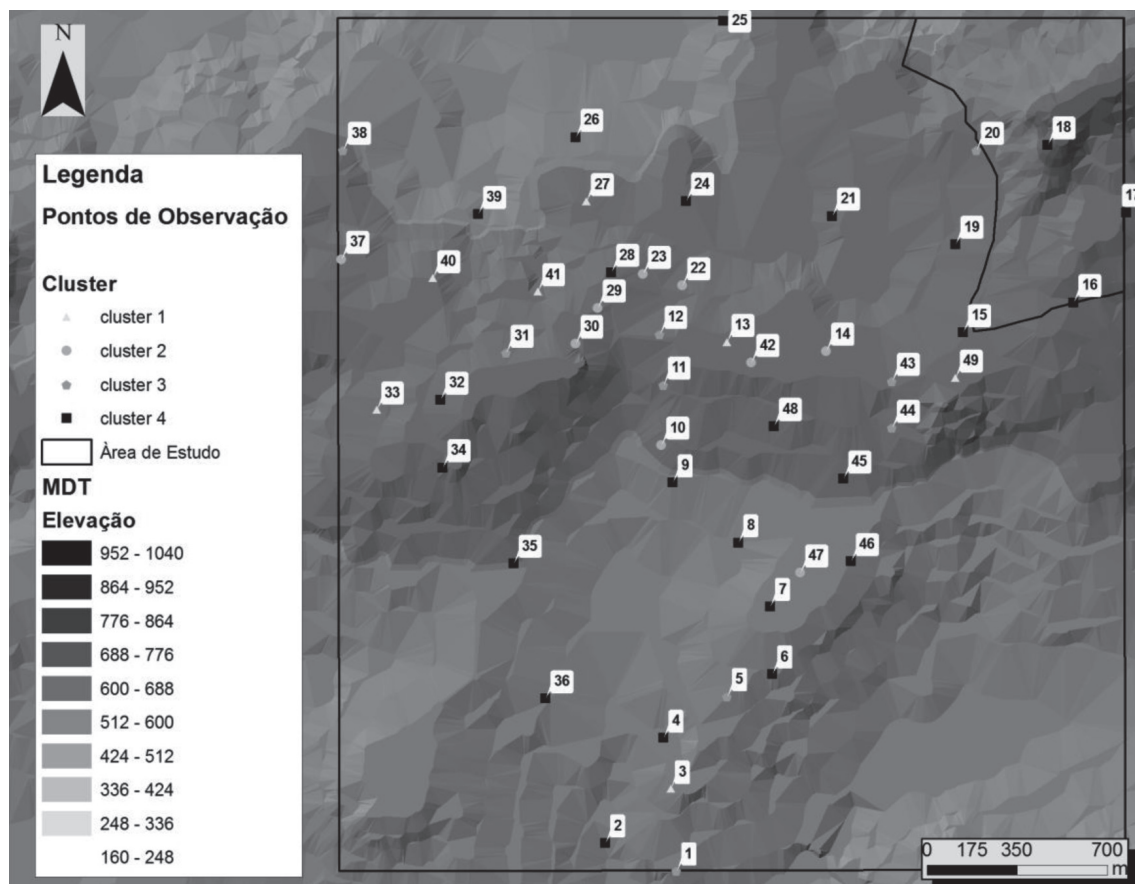 N
Legenda
Pontos de Observação
Cluster
cluster 1
cluster 2
cluster 3
cluster 4
Àrea de Estudo
MDT
Elevação
952 - 1040
864 - 952
776 - 864
688 - 776
600 - 688
512 - 600
424 - 512
336 - 424
248 - 336
160 - 248
25
26
38
20
18
27
24
39
21
17
19
37
40
41
28
23
22
29
16
12
13
14
15
30
31
42
43
49
11
32
33
44
48
10
34
9
45
8
46
35
47
7
6
5
36
4
3
2
1
0 175 350 700
m